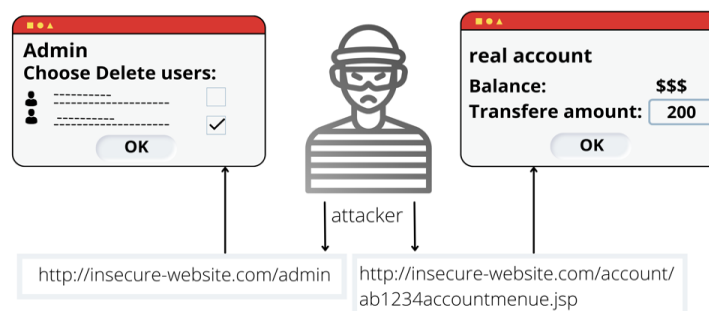 Admin
Choose Delete users:
OK
real account
Balance: $$$
Transfere amount: 200
OK
attacker
http://insecure-website.com/admin
http://insecure-website.com/account/
ab1234accountmenue.jsp